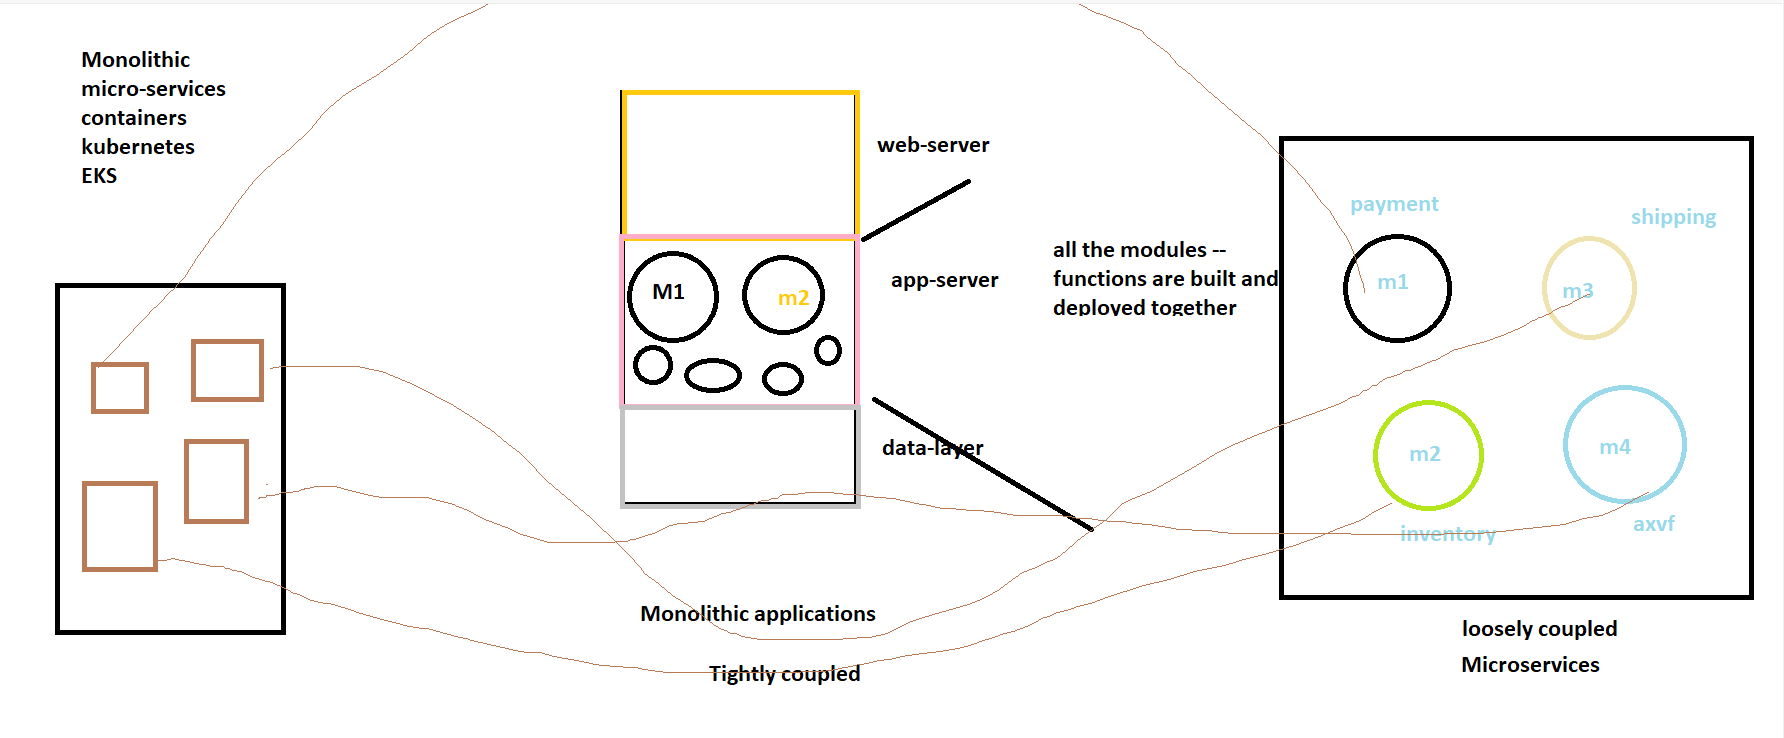 Monolithic
micro-services
containers
kubernetes
EKS
web-server
app-server
data-layer
M1
m2
Monolithic applications
Tightly coupled
all the modules --
functions are built and
deployed together
payment
shipping
m1
m3
m2
m4
inventory
axvf
loosely coupled
Microservices